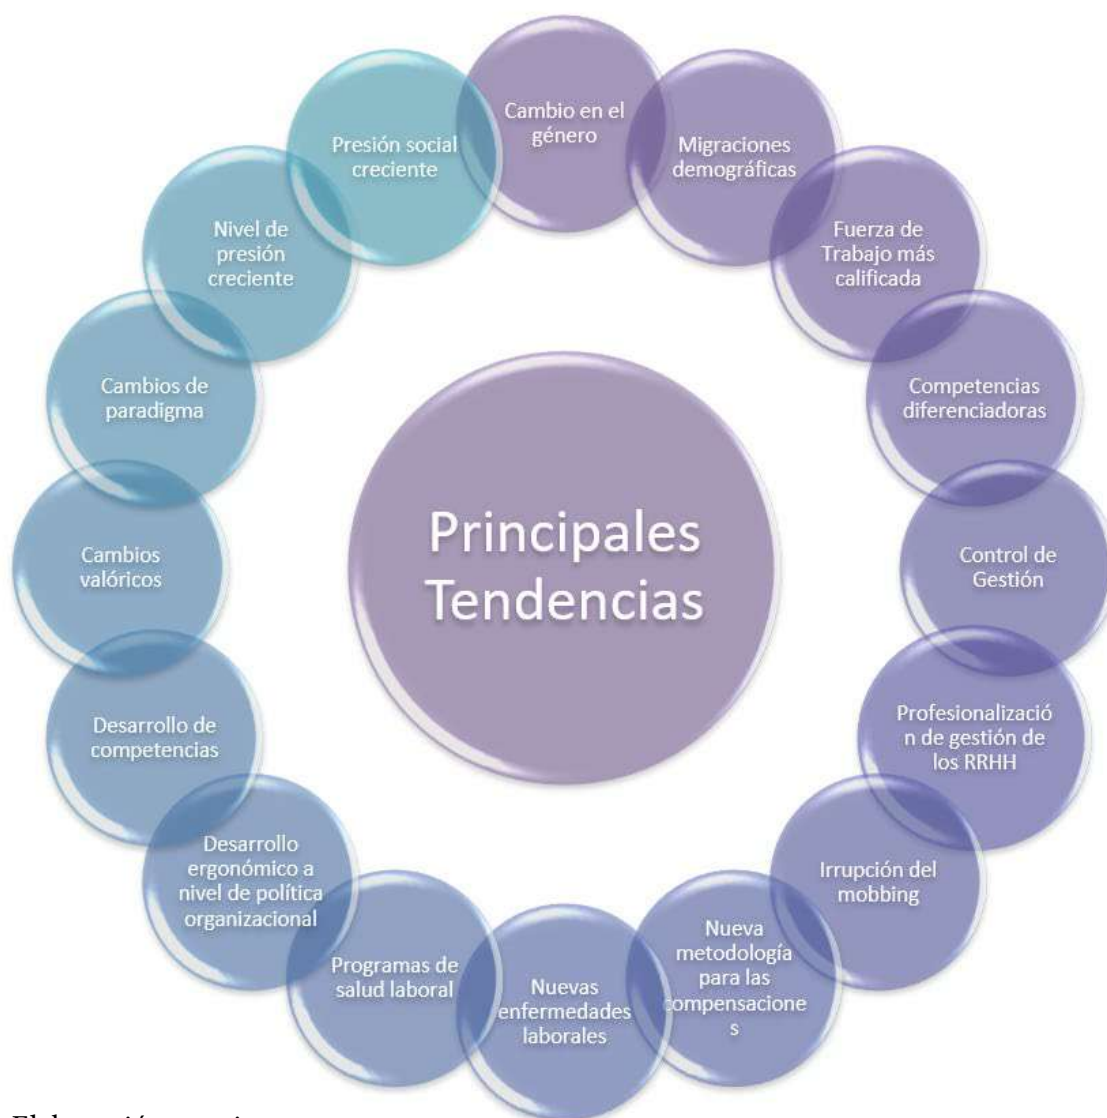 Cambio en el
género
Migraciones
demográficas
Fuerza de
Trabajo más
calificada
Competencias
diferenciadoras
Control de
Gestión
Profesionalizació
n de gestión de
los RRHH
Irrupción del
mobbing
Nueva
metodología
para las
compensacione
s
Nuevas
enfermedades
laborales
Programas de
salud laboral
Desarrollo
ergonómico a
nivel de política
organizacional
Desarrollo de
competencias
Cambios
valóricos
Cambios de
paradigma
Nivel de
presión
creciente
Presión social
creciente
Principales
Tendencias